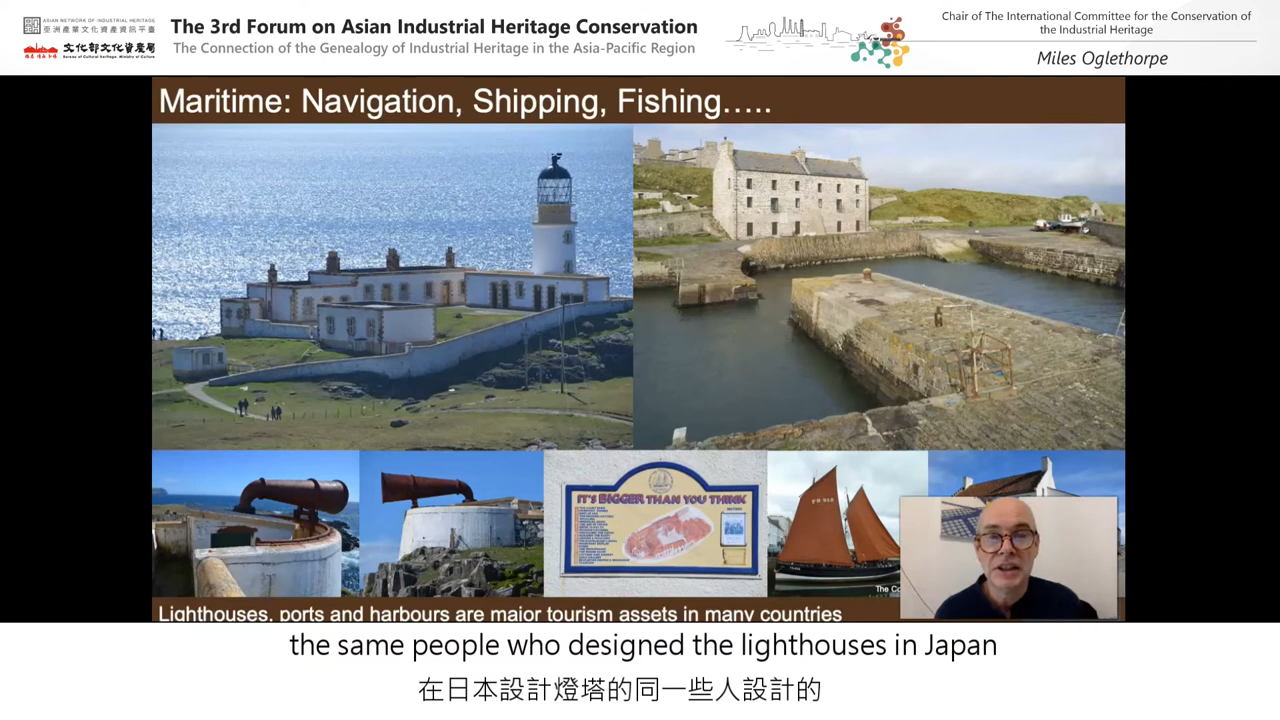 ASIAN NETWORK OF INDUSTRIAL HERITAGE
亞洲產業文化資產資訊平臺
文化部文化資產局
Bureau of Cultural Heritage, Ministry of Culture
The 3rd Forum on Asian Industrial Heritage Conservation
The Connection of the Genealogy of Industrial Heritage in the Asia-Pacific Region
Chair of The International Committee for the Conservation of
the Industrial Heritage
Miles Oglethorpe
Maritime: Navigation, Shipping, Fishing.....
IT'S BIGGER THAN YOU THINK
The Co
Lighthouses, ports and harbours are major tourism assets in many countries
the same people who designed the lighthouses in Japan
在日本設計燈塔的同一些人設計的